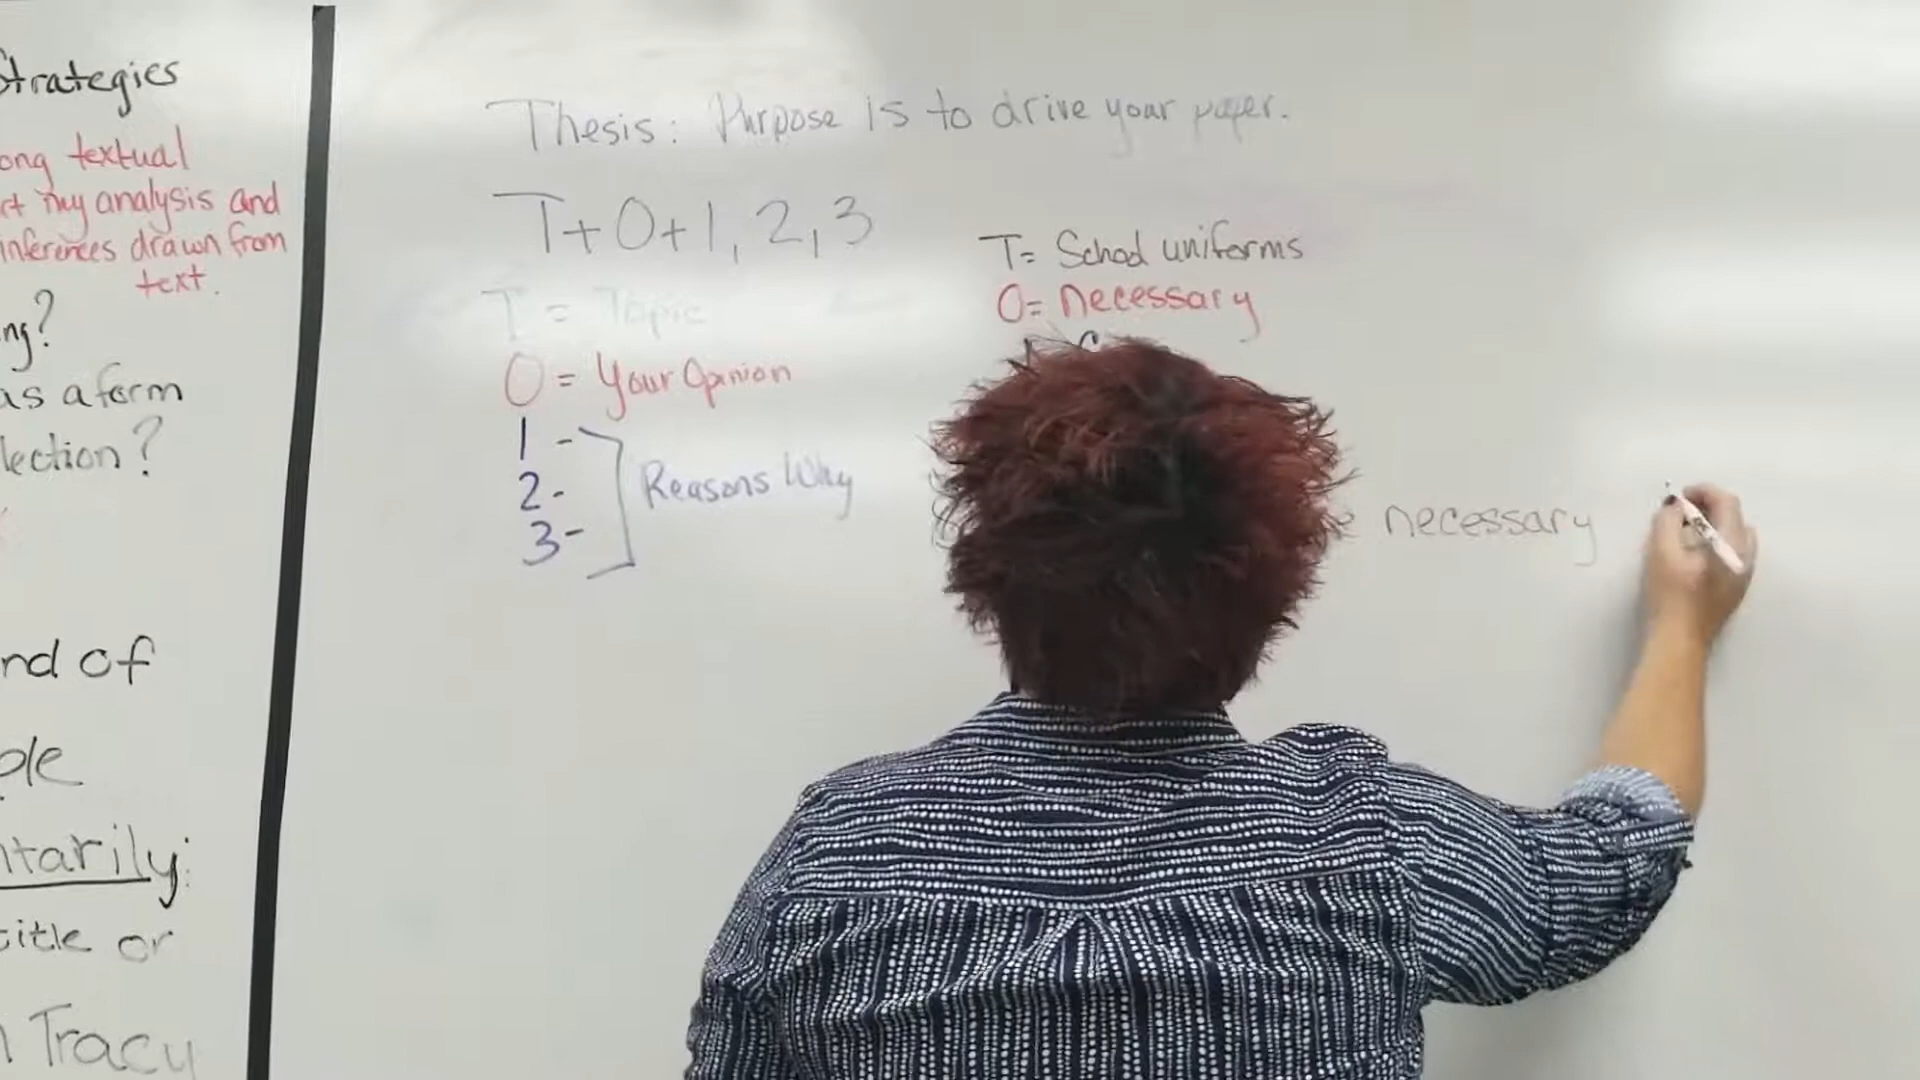 Strategies
ong textual
rt my analysis and
inferences drawn from
text.
ng?
as a form
lection?
nd of
ple
ntarily:
title or
n Tracy
Thesis: Purpose is to drive your paper.
T+O+1, 2, 3
T = Topic
O = Your Opinion
1 -
2 -
3 -
Reasons Why
T= School uniforms
O= necessary
e necessary